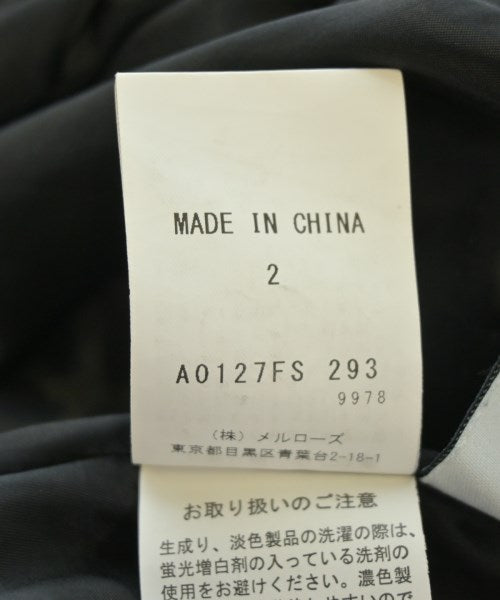 MADE IN CHINA
2
A0127FS 293
9978
(株) メルローズ
東京都目黒区青葉台2-18-1
お取り扱いのご注意
生成り、淡色製品の洗濯の際は、
蛍光増白剤の入っている洗剤の
使用をお避けください。濃色製